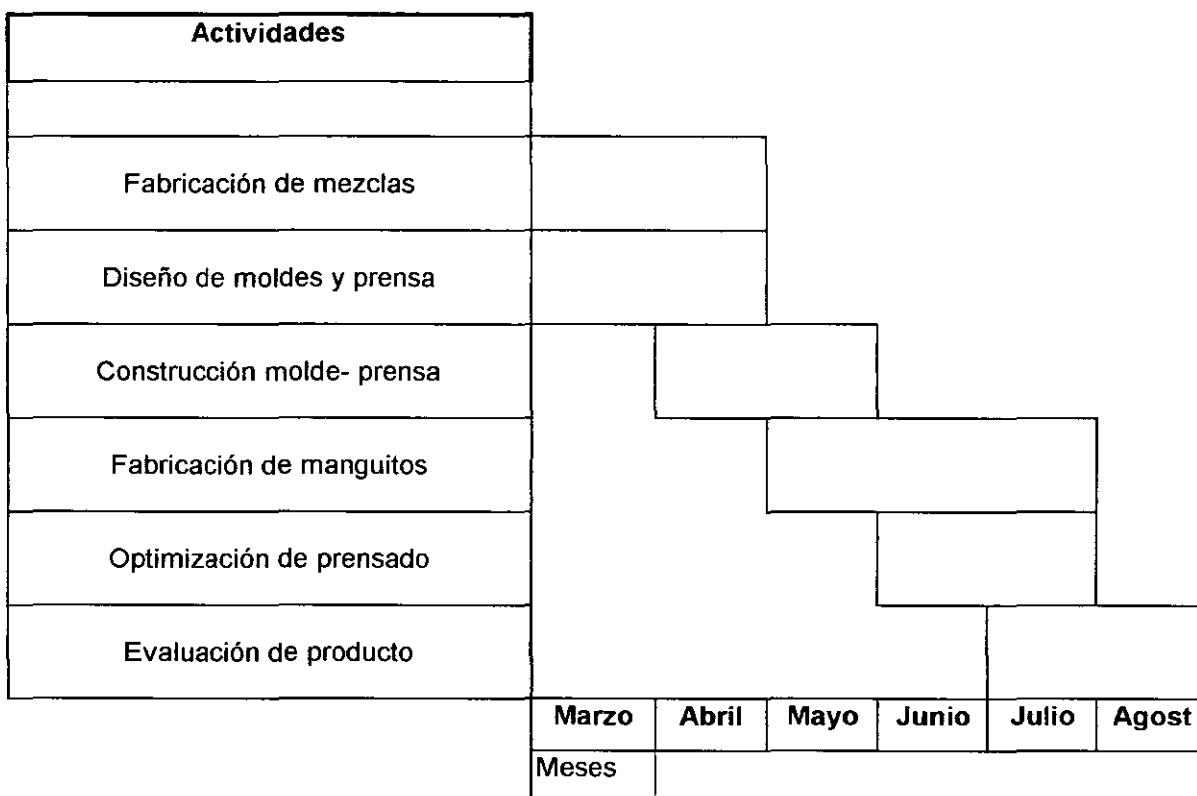 Actividades
Fabricación de mezclas
Diseño de moldes y prensa
Construcción molde- prensa
Fabricación de manguitos
Optimización de prensado
Evaluación de producto
Marzo Abril Mayo Junio Julio Agost
Meses